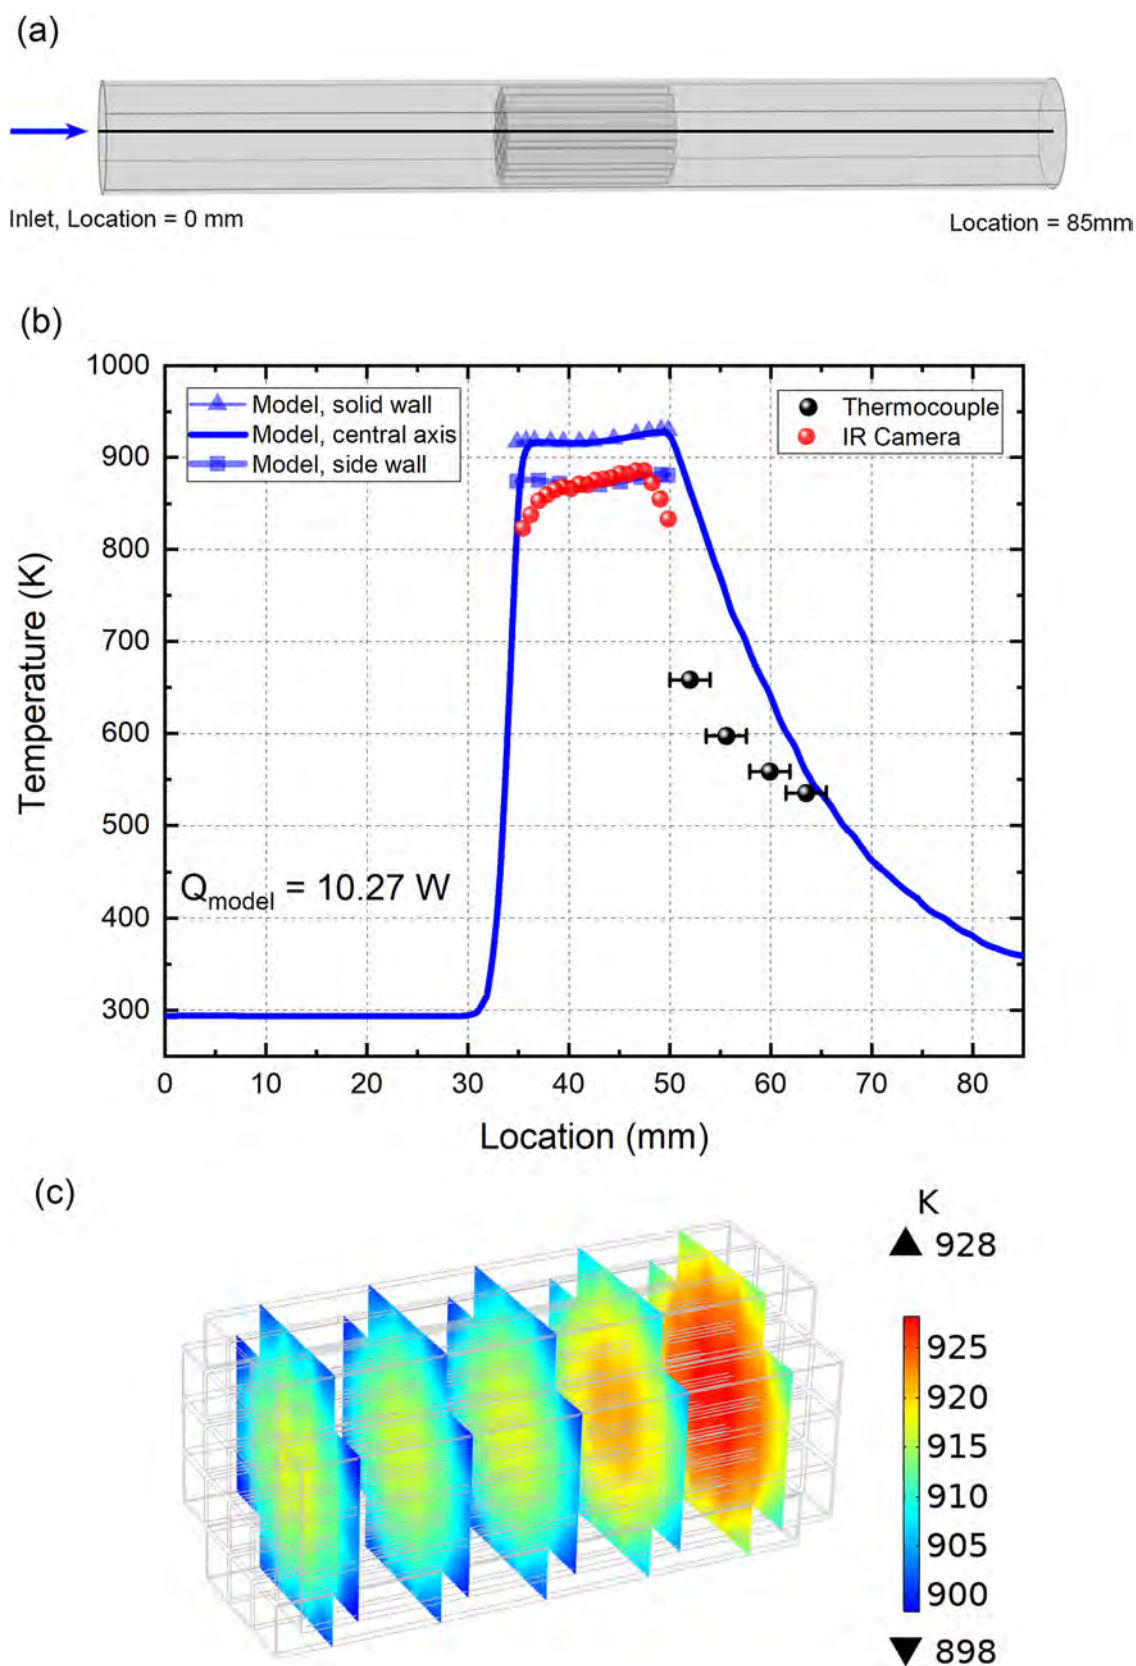 (a)
Inlet, Location = 0 mm
Location = 85mm
(b)
1000
900
800
700
600
500
400
300
Temperature (K)
Model, solid wall
Model, central axis
Model, side wall
Thermocouple
IR Camera
Qmodel = 10.27 W
0 10 20 30 40 50 60 70 80
Location (mm)
(c)
K
928
925
920
915
910
905
900
898